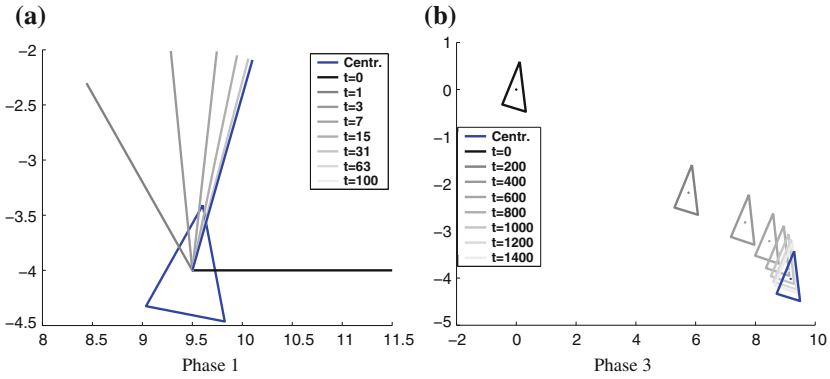 (a)
−2
−2.5
−3
−3.5
−4
−4.5
8
8.5
9
9.5
10
10.5
11
11.5
Centr.
t=0
t=1
t=3
t=7
t=15
t=31
t=63
t=100
Phase 1
(b)
1
0
−1
−2
−3
−4
−5
−2
0
2
4
6
8
10
Centr.
t=0
t=200
t=400
t=600
t=800
t=1000
t=1200
t=1400
Phase 3